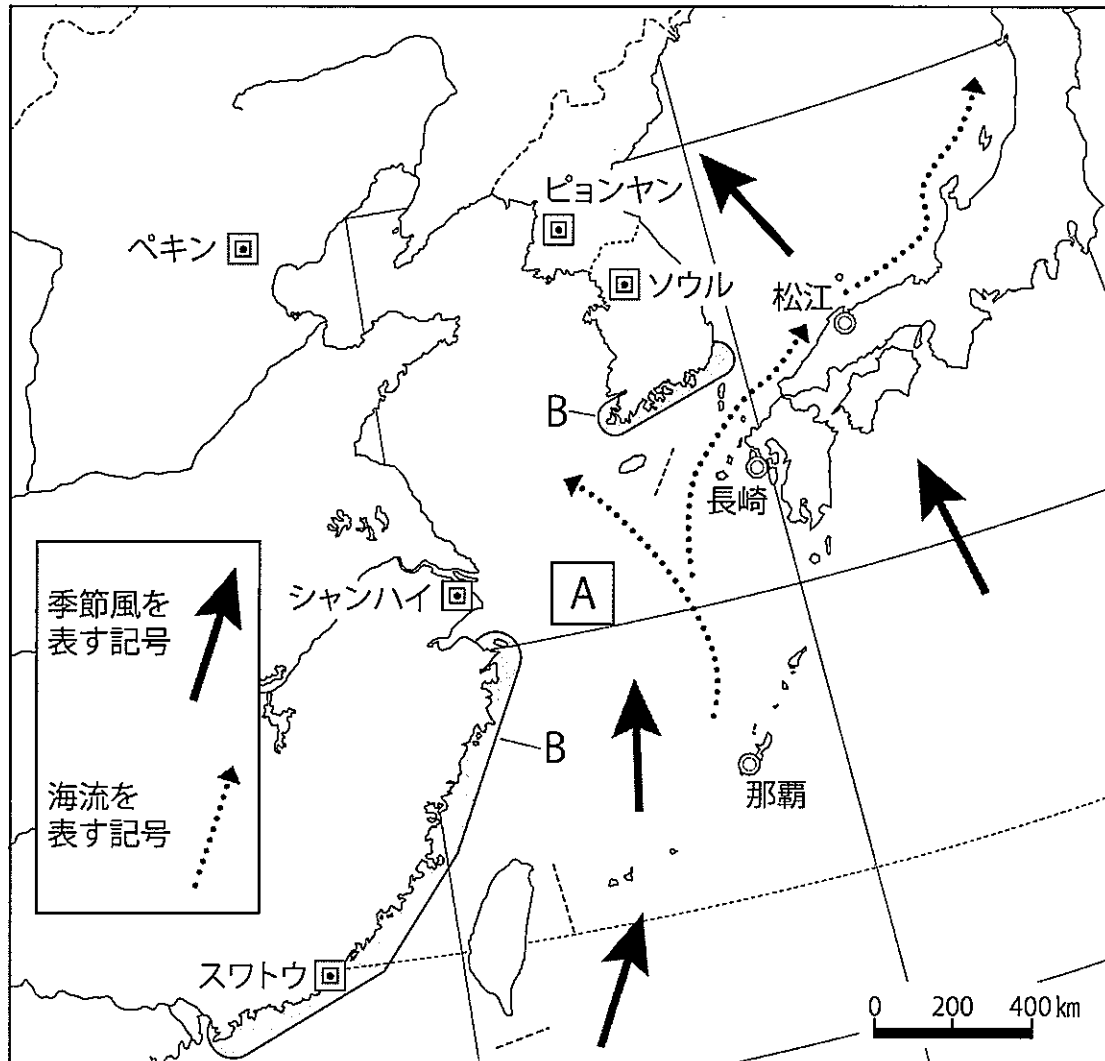 ピョンヤン
ペキン
ソウル
松江
B
長崎
シャンハイ
A
季節風を
表す記号
B
海流を
表す記号
那覇
スワトウ
0 200 400km